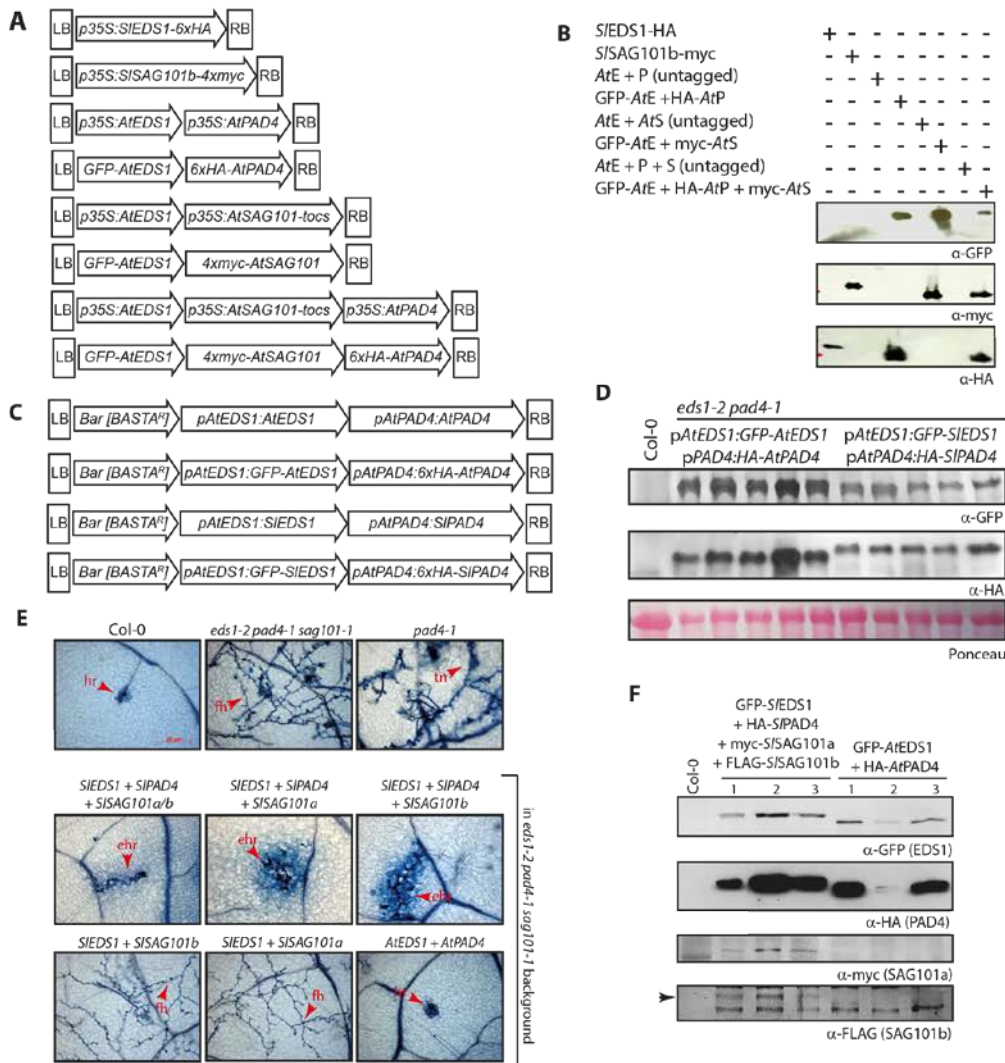 A
LB p35S:SlEDS1-6xHA RB
LB p35S:SlSAG101b-4xmyc RB
LB p35S:AtEDS1 p35S:AtPAD4 RB
LB GFP-AtEDS1 6xHA-AtPAD4 RB
LB p35S:AtEDS1 p35S:AtSAG101-tocs RB
LB GFP-AtEDS1 4xmyc-AtSAG101 RB
LB p35S:AtEDS1 p35S:AtSAG101-tocs p35S:AtPAD4 RB
LB GFP-AtEDS1 4xmyc-AtSAG101 6xHA-AtPAD4 RB
B
SlEDS1-HA + - - - - - - -
SlSAG101b-myc - + - - - - - -
AtE + P (untagged) - - + - - - - -
GFP-AtE +HA-AtP - - - + - - - -
AtE + AtS (untagged) - - - - + - - -
GFP-AtE + myc-AtS - - - - - + - -
AtE + P + S (untagged) - - - - - - + -
GFP-AtE + HA-AtP + myc-AtS - - - - - - - +
α-GFP
α-myc
α-HA
C
LB Bar [BASTAᴿ] pAtEDS1:AtEDS1 pAtPAD4:AtPAD4 RB
LB Bar [BASTAᴿ] pAtEDS1:GFP-AtEDS1 pAtPAD4:6xHA-AtPAD4 RB
LB Bar [BASTAᴿ] pAtEDS1:SlEDS1 pAtPAD4:SlPAD4 RB
LB Bar [BASTAᴿ] pAtEDS1:GFP-SlEDS1 pAtPAD4:6xHA-SlPAD4 RB
D
eds1-2 pad4-1
Col-0
pAtEDS1:GFP-AtEDS1 pAtEDS1:GFP-SlEDS1
pPAD4:HA-AtPAD4 pAtPAD4:HA-SlPAD4
α-GFP
α-HA
Ponceau
E
Col-0 eds1-2 pad4-1 sag101-1 pad4-1
hr
fh
tn
SlEDS1 + SlPAD4 SlEDS1 + SlPAD4 SlEDS1 + SlPAD4
+ SlSAG101a/b + SlSAG101a + SlSAG101b
ehr
ehr
ehr
SlEDS1 + SlSAG101b SlEDS1 + SlSAG101a AtEDS1 + AtPAD4
fh
fh
hr
in eds1-2 pad4-1 sag101-1 background
F
GFP-SlEDS1
+ HA-SlPAD4
+ myc-SlSAG101a
+ FLAG-SlSAG101b
GFP-AtEDS1
+ HA-AtPAD4
Col-0
1 2 3 1 2 3
α-GFP (EDS1)
α-HA (PAD4)
α-myc (SAG101a)
α-FLAG (SAG101b)